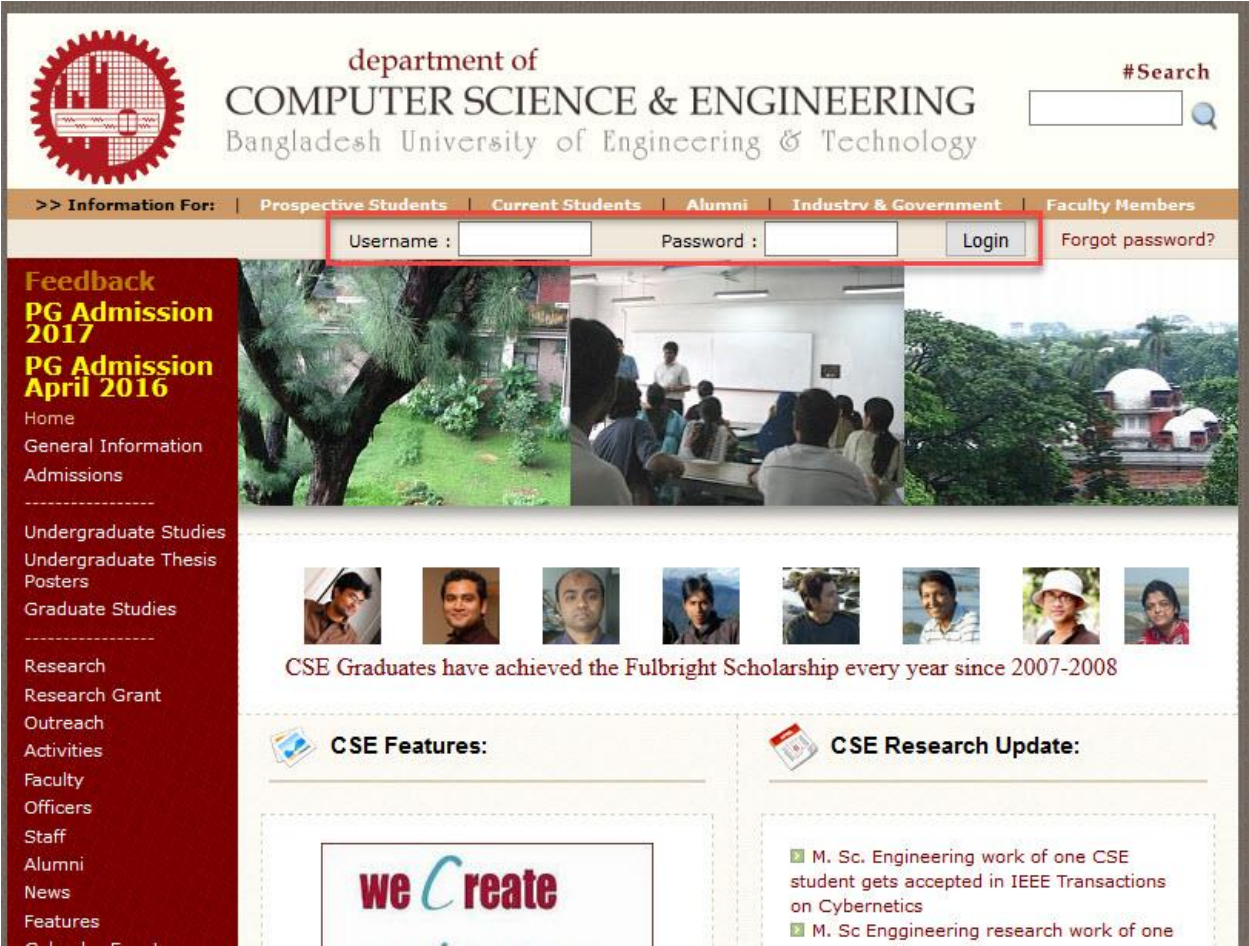 department of
COMPUTER SCIENCE & ENGINEERING
Bangladesh University of Engineering & Technology
#Search
>> Information For: | Prospective Students | Current Students | Alumni | Industry & Government | Faculty Members
Username : Password : Login Forgot password?
Feedback
PG Admission
2017
PG Admission
April 2016
Home
General Information
Admissions
-----------------
Undergraduate Studies
Undergraduate Thesis
Posters
Graduate Studies
-----------------
Research
Research Grant
Outreach
Activities
Faculty
Officers
Staff
Alumni
News
Features
CSE Graduates have achieved the Fulbright Scholarship every year since 2007-2008
CSE Features:
we Create
CSE Research Update:
M. Sc. Engineering work of one CSE
student gets accepted in IEEE Transactions
on Cybernetics
M. Sc Enggineering research work of one